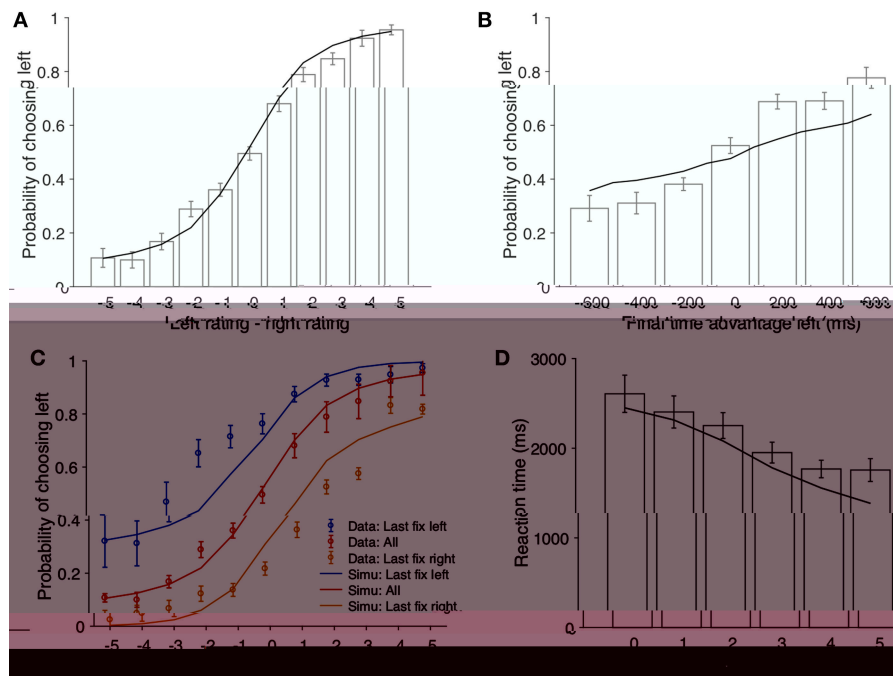 A
B
1
0.8
0.6
0.4
0.2
0
Probability of choosing left
-5 -4 -3 -2 -1 0 1 2 3 4 5
Left rating - right rating
1
0.8
0.6
0.4
0.2
0
Probability of choosing left
-600 -400 -200 0 200 400 600
Final time advantage left (ms)
C
D
1
0.8
0.6
0.4
0.2
0
Probability of choosing left
Data: Last fix left
Data: All
Data: Last fix right
Simu: Last fix left
Simu: All
Simu: Last fix right
-5 -4 -3 -2 -1 0 1 2 3 4 5
3000
2000
1000
0
Reaction time (ms)
0 1 2 3 4 5